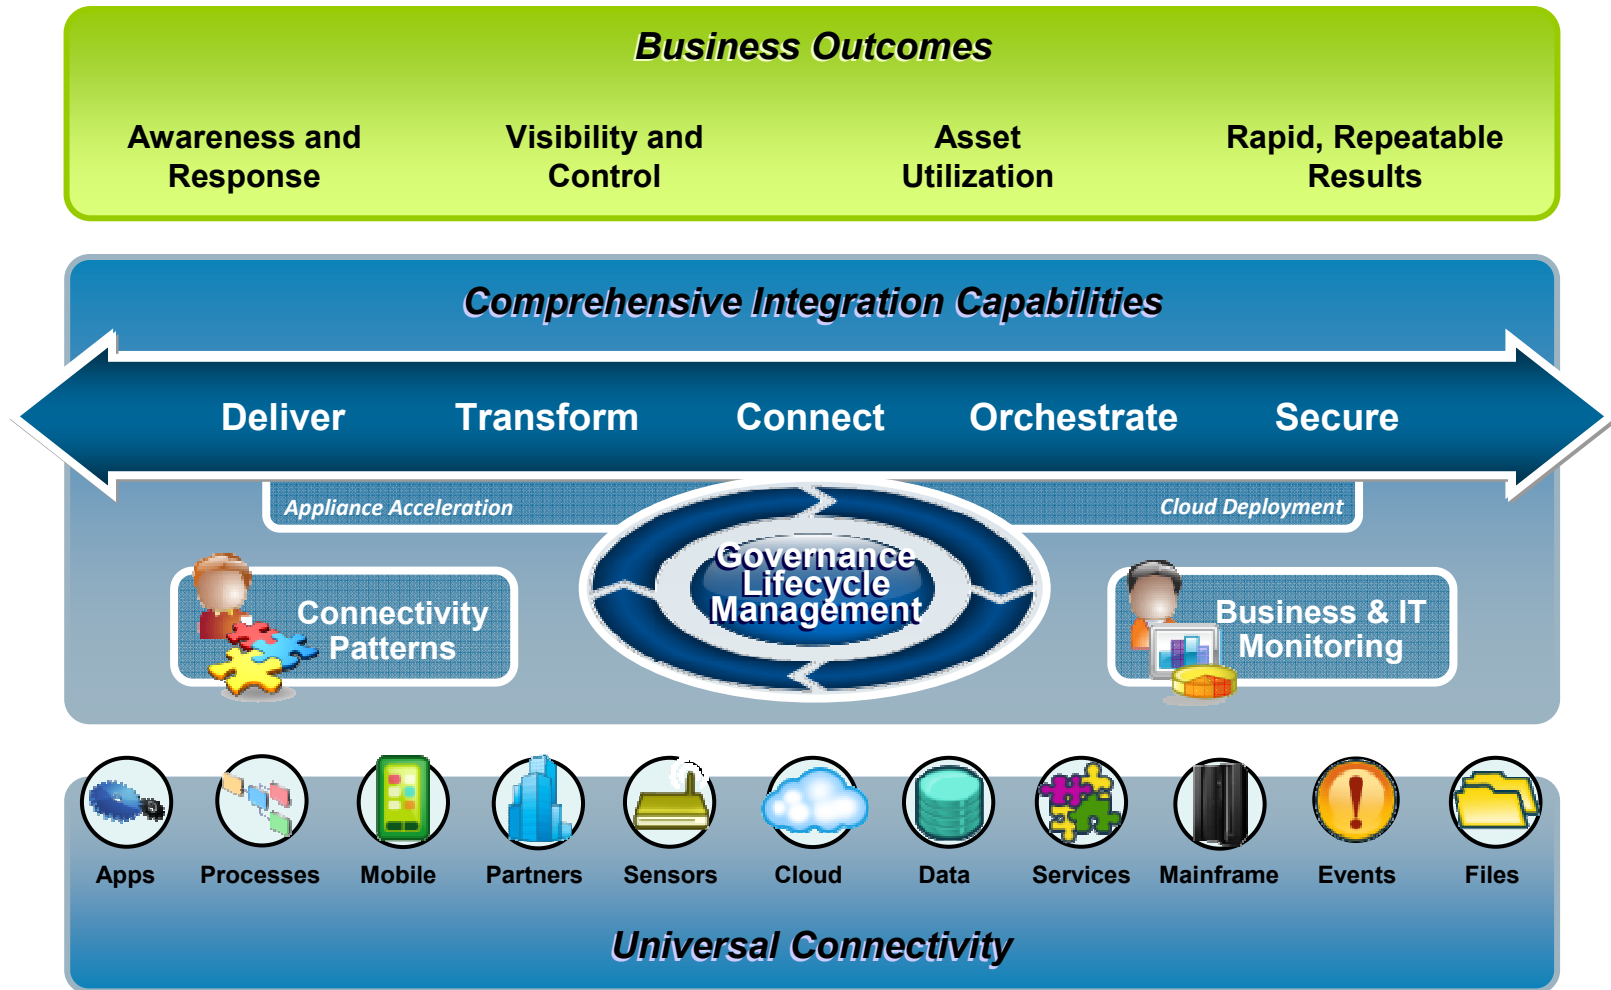 Business Outcomes
Awareness and
Response
Visibility and
Control
Asset
Utilization
Rapid, Repeatable
Results
Comprehensive Integration Capabilities
Deliver
Transform
Connect
Orchestrate
Secure
Appliance Acceleration
Cloud Deployment
Governance
Lifecycle
Management
Connectivity
Patterns
Business & IT
Monitoring
Apps
Processes
Mobile
Partners
Sensors
Cloud
Data
Services
Mainframe
Events
Files
Universal Connectivity